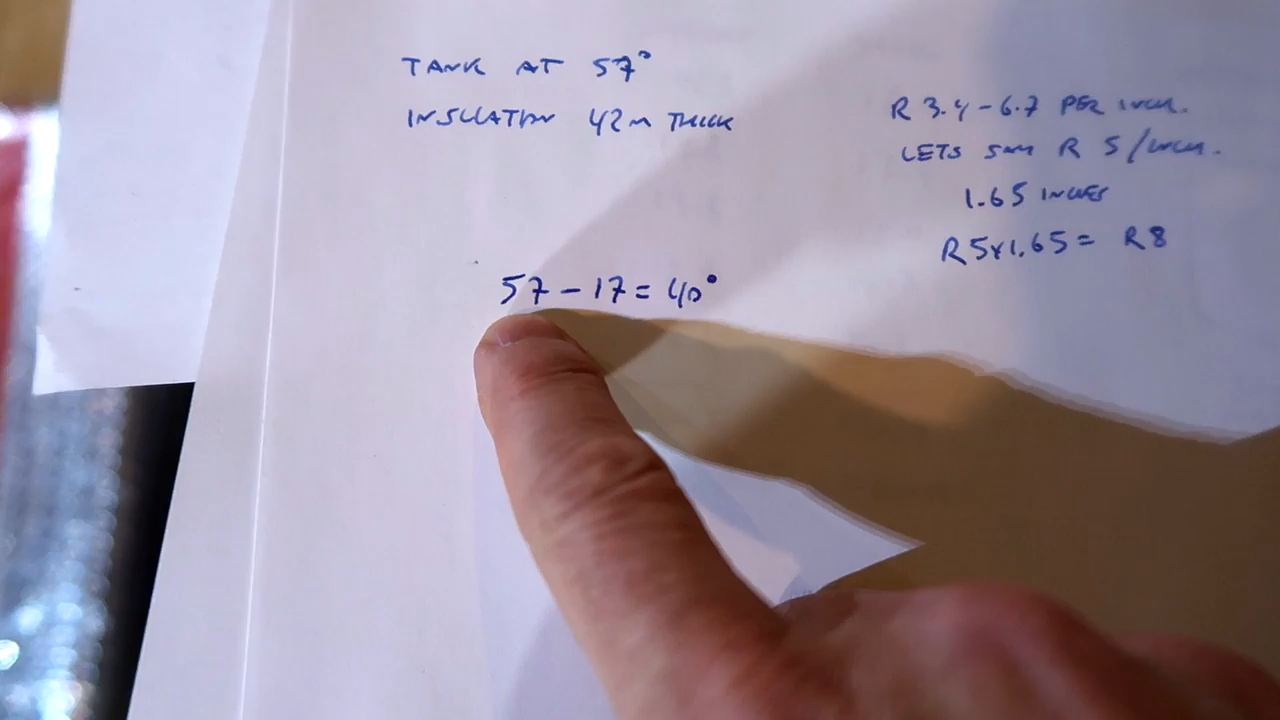 TANK AT 57°
INSULATION 42m THICK
R 3.4-6.7 PER INCH.
LETS SAY R 5/INCH.
1.65 INCHES
R5x1.65= R8
57-17=40°